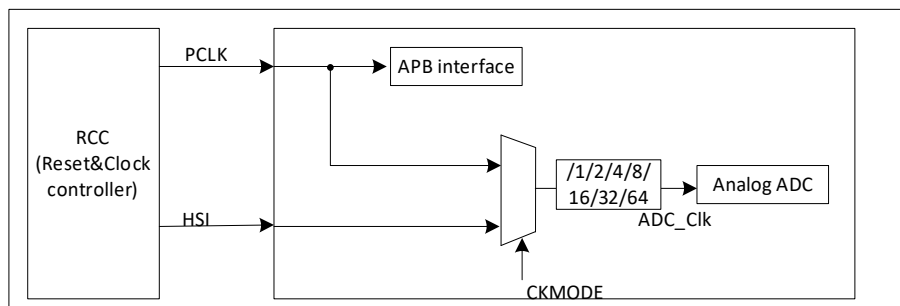 PCLK
APB interface
RCC
(Reset&Clock
controller)
/1/2/4/8/
16/32/64
Analog ADC
HSI
ADC_Clk
CKMODE